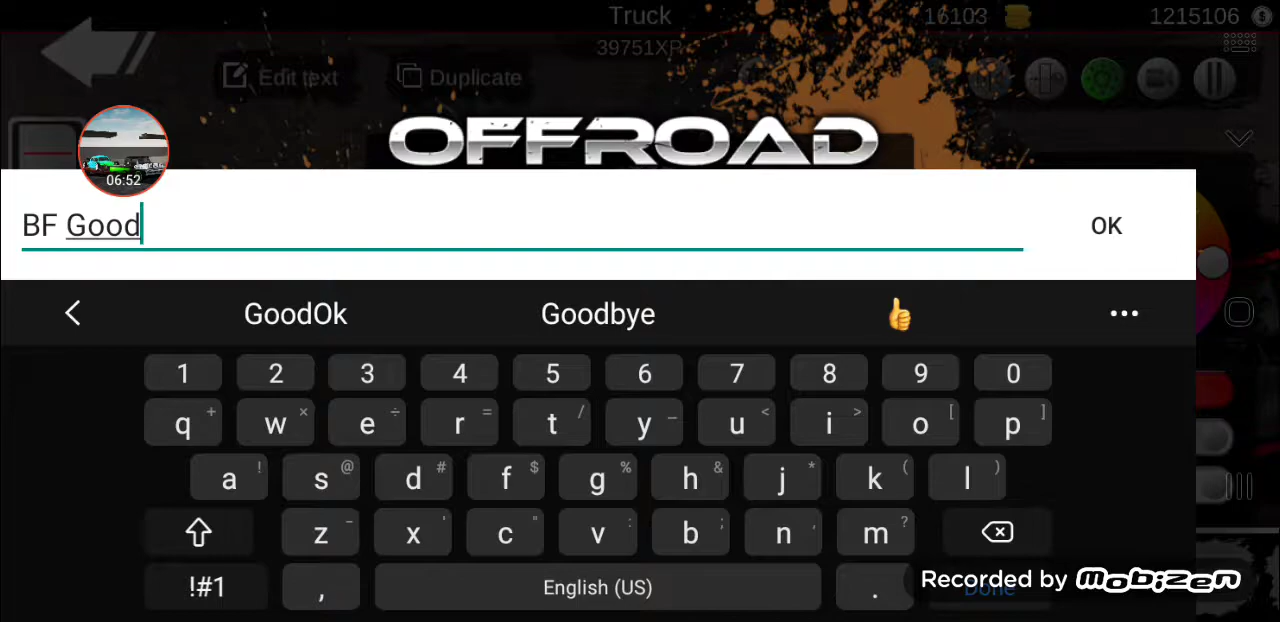 Truck
16103
1215106
39751XP
Edit text
Duplicate
OFFROAD
06:52
BF Good
OK
GoodOk
Goodbye
1 2 3 4 5 6 7 8 9 0
q + w × e ÷ r = t / y _ u < i > o [ p ]
a ! s @ d # f $ g % h & j * k ( l )
z - x ' c " v : b ; n , m ?
!#1 , English (US) . Done
Recorded by mobizen